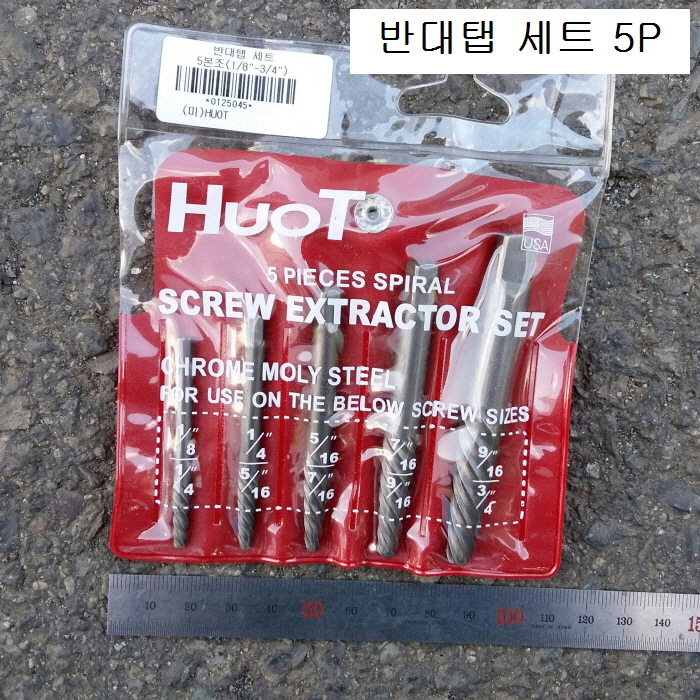 반대탭 세트 5P
반대탭 세트
5본조(1/8"-3/4")
*0125045*
(미)HUOT
HUOT
USA
5 PIECES SPIRAL
SCREW EXTRACTOR SET
CHROME MOLY STEEL
FOR USE ON THE BELOW SCREW SIZES
1/8" 1/4" 5/16" 7/16" 9/16"
1/4" 5/16" 7/16" 9/16" 3/4"
10 20 30 40 50 60 70 80 90 100 110 120 130 140 15